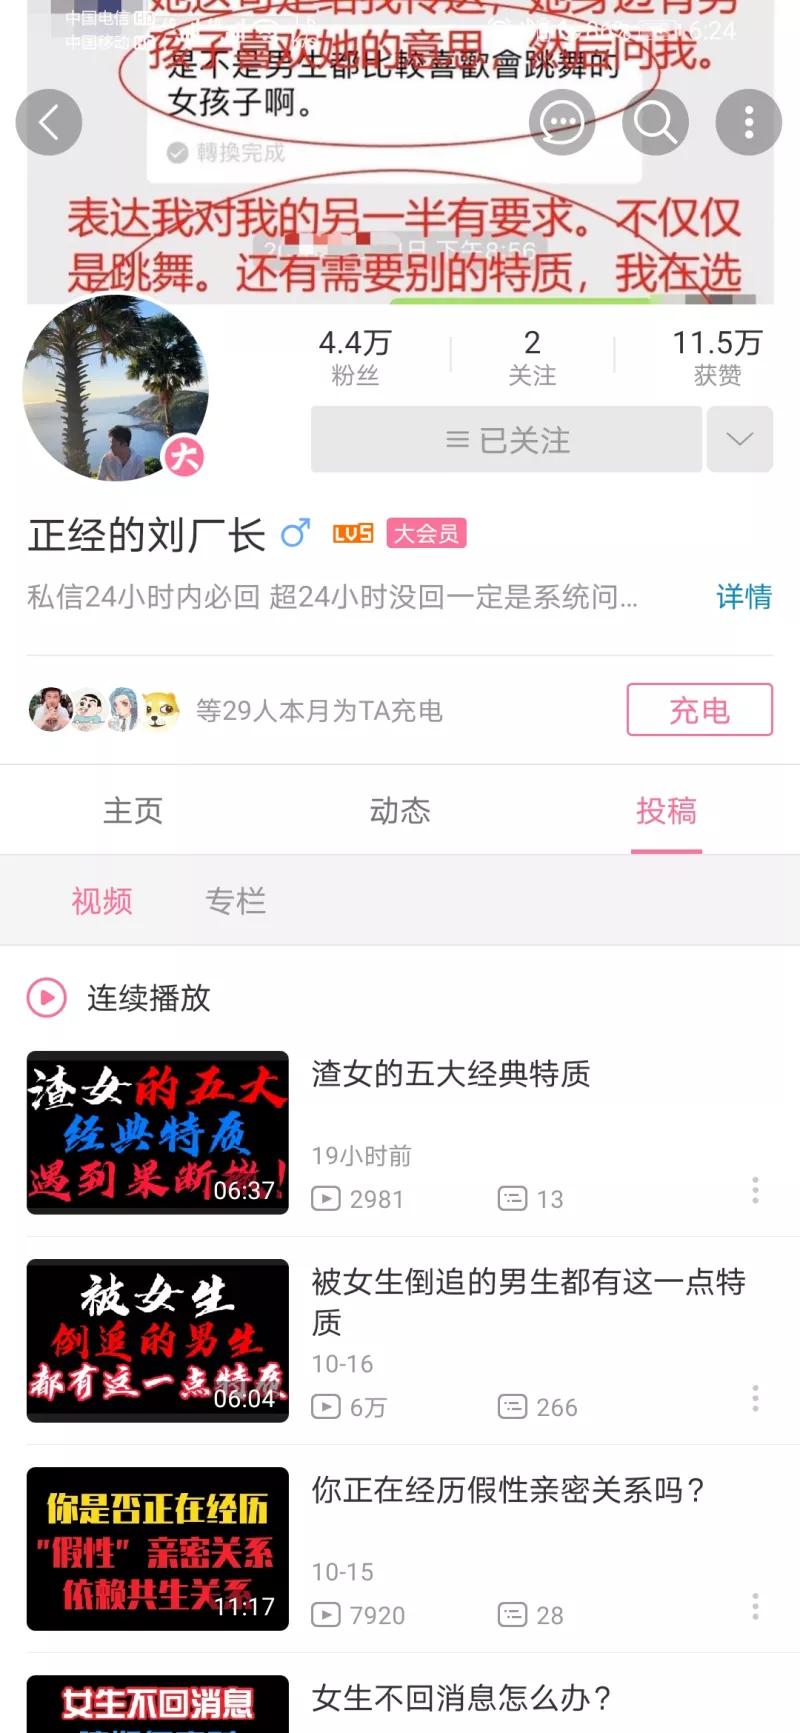 中国电信 HD
中国移动 HD
6:24
孩子喜欢她的意思，然后问我。
是不是男生都比較喜歡會跳舞的
女孩子啊。
轉換完成
表达我对我的另一半有要求。不仅仅
日 下午8:56
是跳舞。还有需要别的特质，我在选
4.4万
粉丝
2
关注
11.5万
获赞
已关注
大
正经的刘厂长
LV5
大会员
私信24小时内必回 超24小时没回一定是系统问...
详情
等29人本月为TA充电
充电
主页
动态
投稿
视频
专栏
连续播放
渣女的五大
经典特质
遇到果断撤！
06:37
渣女的五大经典特质
19小时前
2981
13
被女生
倒追的男生
都有这一点特质
06:04
被女生倒追的男生都有这一点特
质
10-16
6万
266
你是否正在经历
"假性" 亲密关系
依赖共生关系
11:17
你正在经历假性亲密关系吗？
10-15
7920
28
女生不回消息
女生不回消息怎么办？